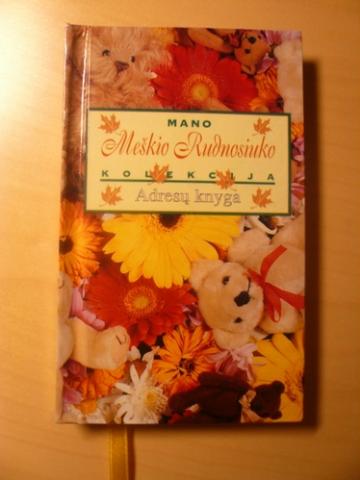 MANO
Meškio Rudnosiuko
KOLEKCIJA
Adresų knyga